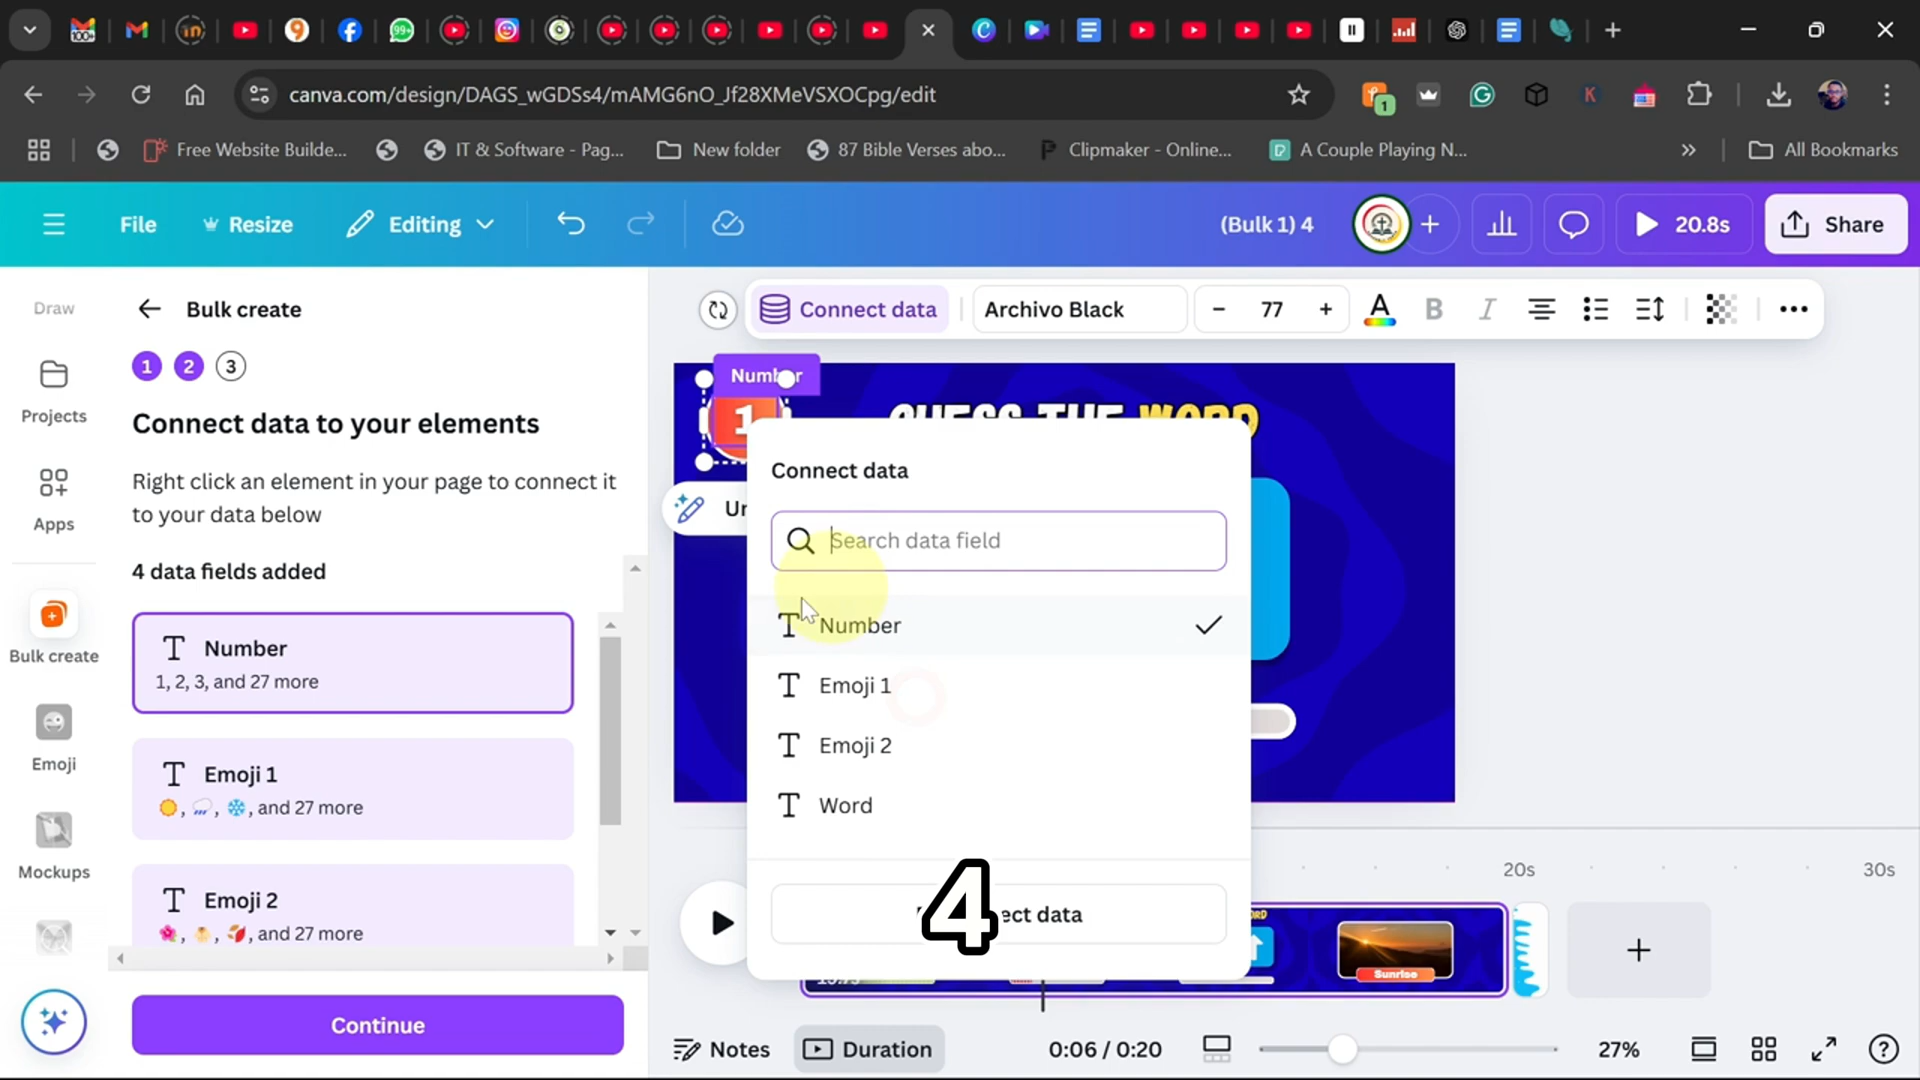 canva.com/design/DAGS_wGDSs4/mAMG6nO_Jf28XMeVSXOCpg/edit
Free Website Builde...
IT & Software - Pag...
New folder
87 Bible Verses abo...
Clipmaker - Online...
A Couple Playing N...
All Bookmarks
File
Resize
Editing
(Bulk 1) 4
20.8s
Share
Draw
Projects
Apps
Bulk create
Emoji
Mockups
Bulk create
1 2 3
Connect data to your elements
Right click an element in your page to connect it
to your data below
4 data fields added
Number
1, 2, 3, and 27 more
Emoji 1
, and 27 more
Emoji 2
, and 27 more
Continue
Connect data
Archivo Black
77
Number
1
GUESS THE WORD
Connect data
Search data field
Number
Emoji 1
Emoji 2
Word
4
20s
30s
Sunrise
Notes
Duration
0:06 / 0:20
27%